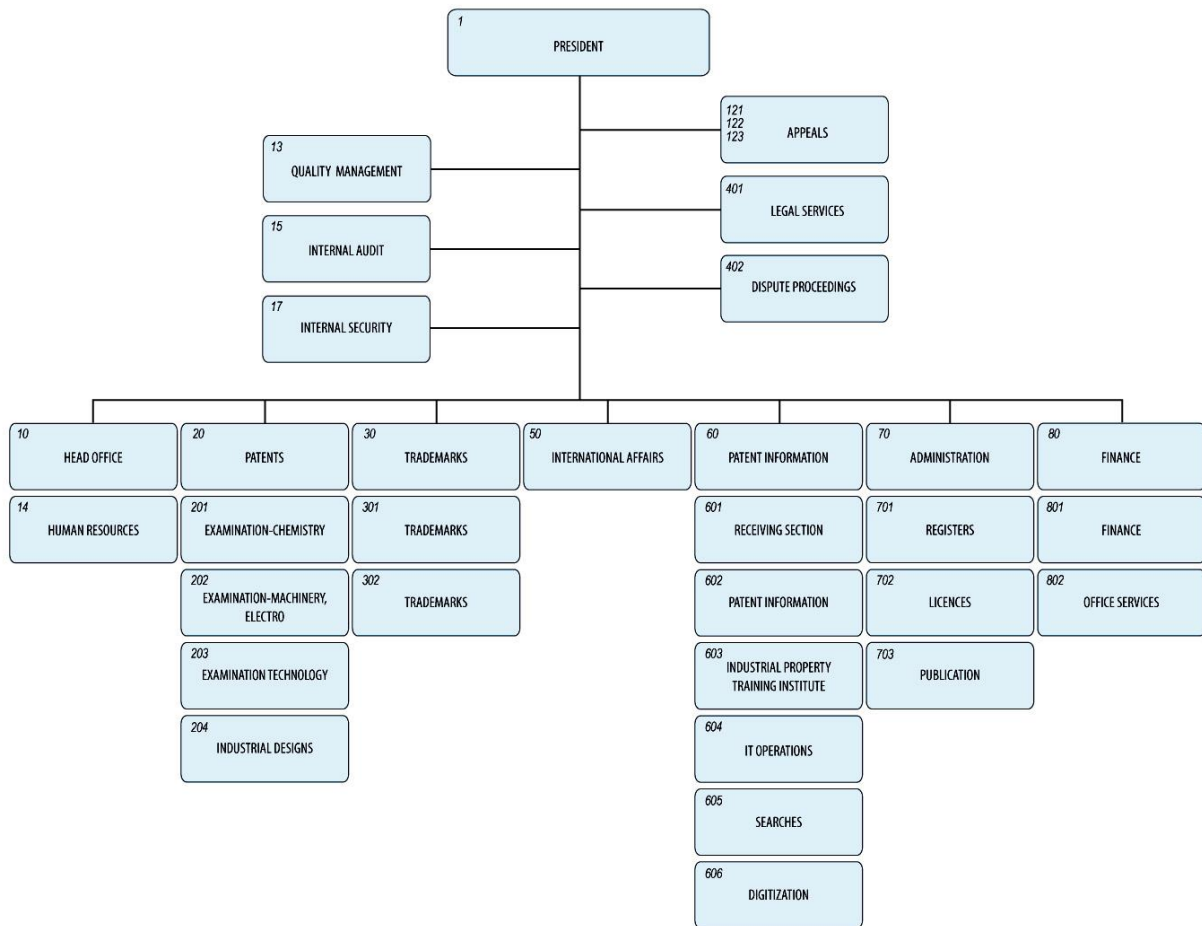 1
PRESIDENT
121
122
123
APPEALS
13
QUALITY MANAGEMENT
401
LEGAL SERVICES
15
INTERNAL AUDIT
402
DISPUTE PROCEEDINGS
17
INTERNAL SECURITY
10
HEAD OFFICE
20
PATENTS
30
TRADEMARKS
50
INTERNATIONAL AFFAIRS
60
PATENT INFORMATION
70
ADMINISTRATION
80
FINANCE
14
HUMAN RESOURCES
201
EXAMINATION-CHEMISTRY
301
TRADEMARKS
601
RECEIVING SECTION
701
REGISTERS
801
FINANCE
202
EXAMINATION-MACHINERY,
ELECTRO
302
TRADEMARKS
602
PATENT INFORMATION
702
LICENCES
802
OFFICE SERVICES
203
EXAMINATION TECHNOLOGY
603
INDUSTRIAL PROPERTY
TRAINING INSTITUTE
703
PUBLICATION
204
INDUSTRIAL DESIGNS
604
IT OPERATIONS
605
SEARCHES
606
DIGITIZATION